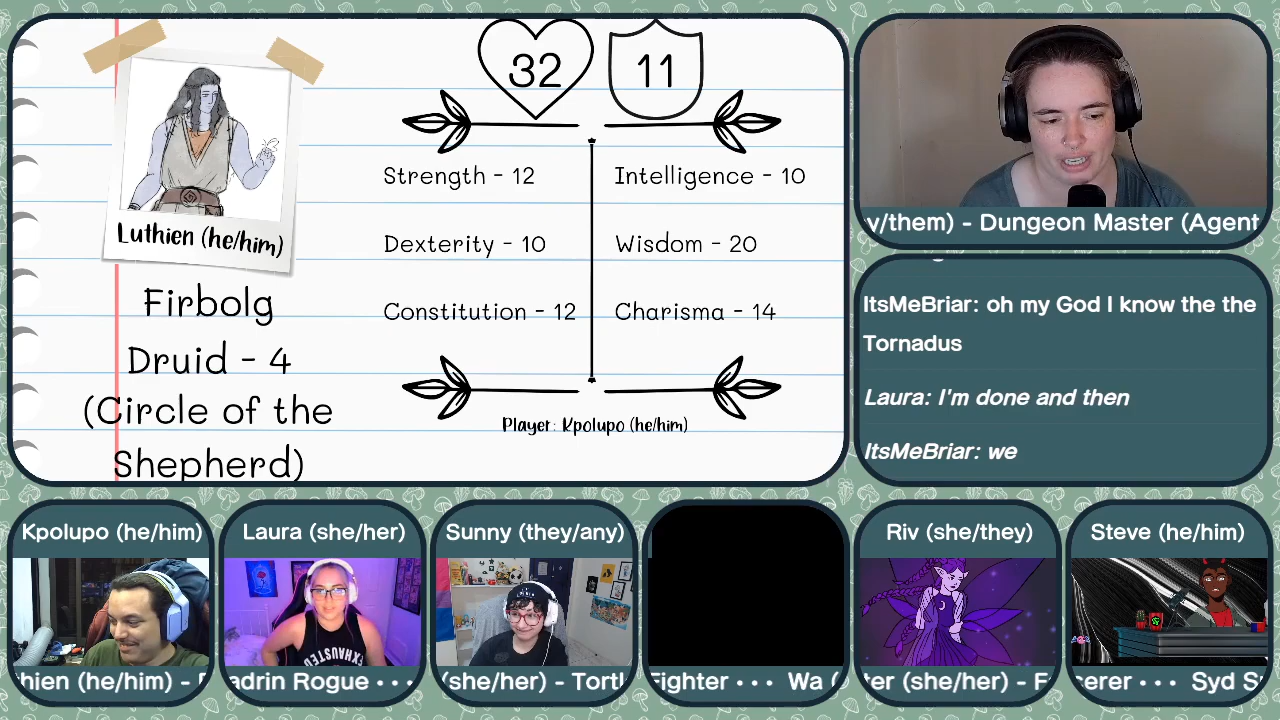 32
11
Strength - 12
Intelligence - 10
Dexterity - 10
Wisdom - 20
Constitution - 12
Charisma - 14
Player: Kpolupo (he/him)
Luthien (he/him)
Firbolg
Druid - 4
(Circle of the
Shepherd)
y/them) - Dungeon Master (Agent
ItsMeBriar: oh my God I know the the
Tornadus
Laura: I'm done and then
ItsMeBriar: we
Kpolupo (he/him)
Laura (she/her)
Sunny (they/any)
Riv (she/they)
Steve (he/him)
EXHAUSTED
hien (he/him) -
adrin Rogue • • •
(she/her) - Tortl
Fighter • • • Wa
ter (she/her) - F
cerer • • • Syd S